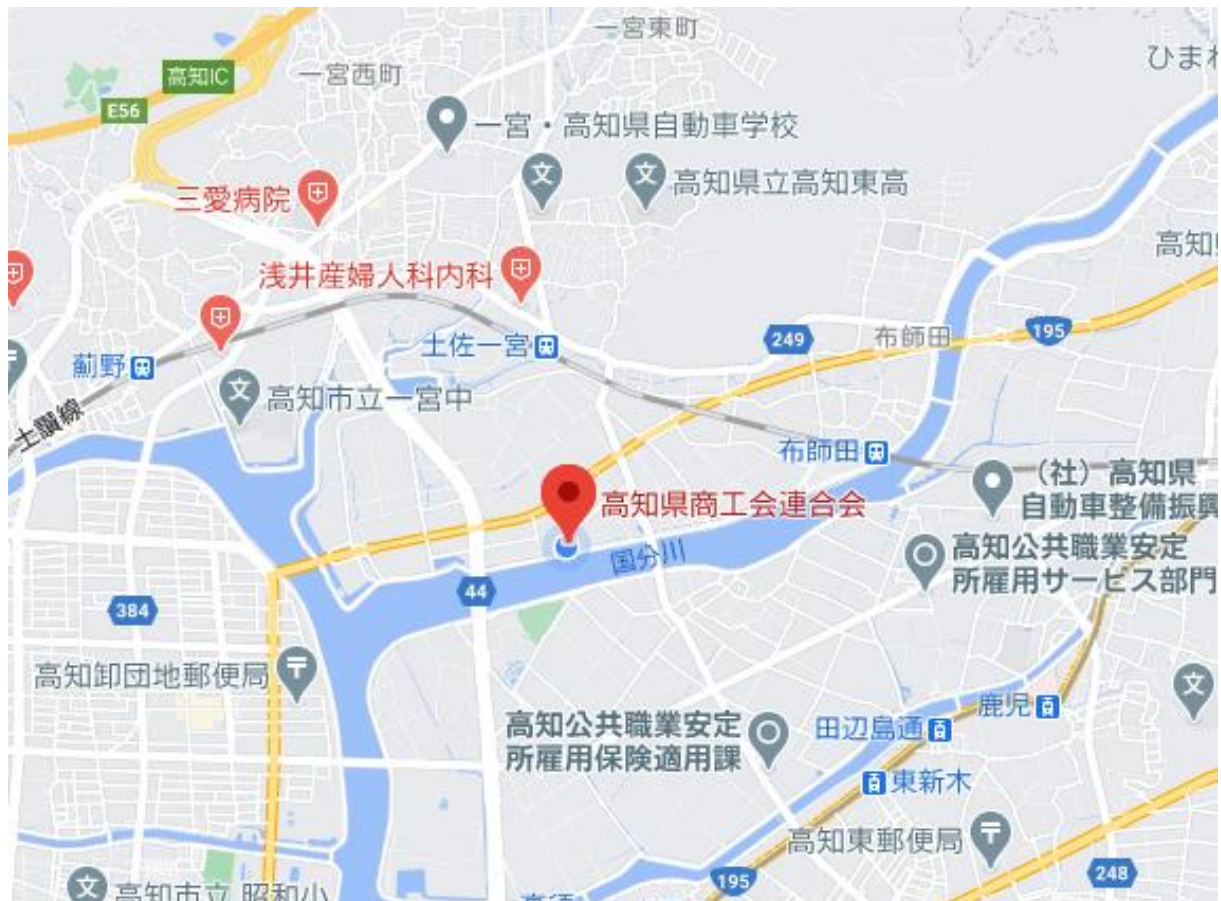 一宮東町
ひまわ
高知IC
一宮西町
E56
一宮・高知県自動車学校
三愛病院
高知県立高知東高
高知
浅井産婦人科内科
土佐一宮
249
布師田
195
薊野
高知市立一宮中
土讃線
布師田
高知県商工会連合会
（社）高知県
自動車整備振興
国分川
高知公共職業安定
所雇用サービス部門
44
384
高知卸団地郵便局
高知公共職業安定
所雇用保険適用課
田辺島通
鹿児
東新木
高知東郵便局
195
248
高知市立 昭和小
高須